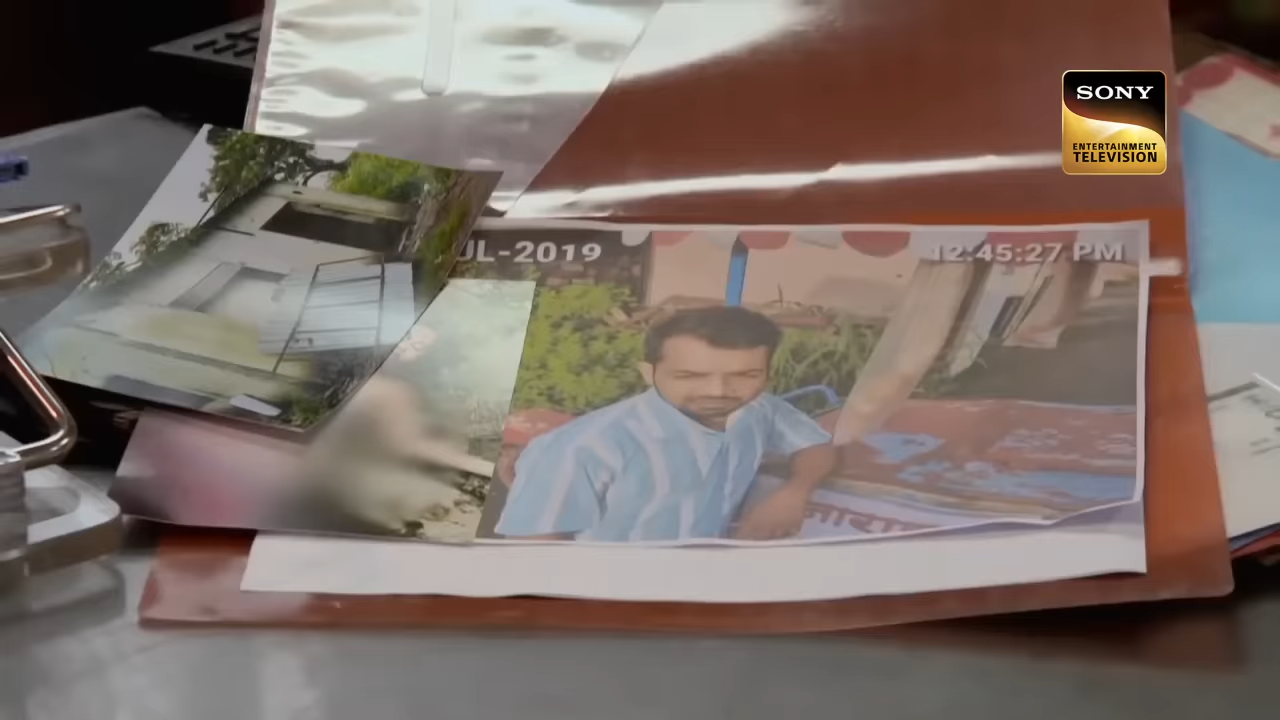 SONY
ENTERTAINMENT
TELEVISION
JL-2019
12:45:27 PM